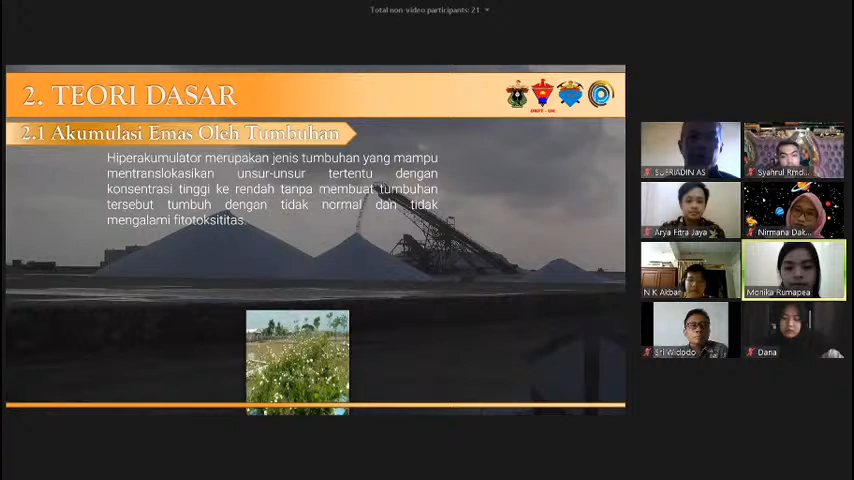 Total non-video participants: 21
2. TEORI DASAR
2.1 Akumulasi Emas Oleh Tumbuhan
Hiperakumulator merupakan jenis tumbuhan yang mampu
mentranslokasikan unsur-unsur tertentu dengan
konsentrasi tinggi ke rendah tanpa membuat tumbuhan
tersebut tumbuh dengan tidak normal dan tidak
mengalami fitotoksititas.
SUFRIADIN AS
Syahrul Rmd...
Arya Fitra Jaya
Nirmana Dak...
N K Akbar
Monika Rumapea
Sri Widodo
Dana